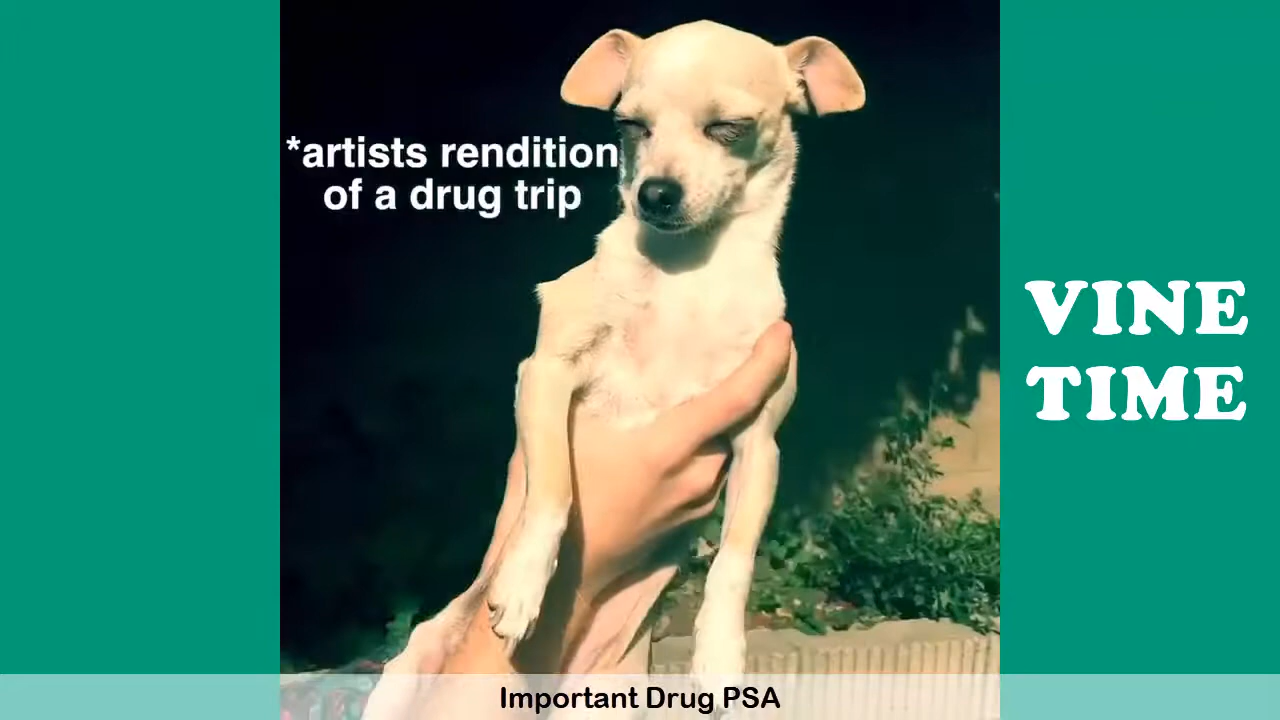 *artists rendition
of a drug trip
VINE
TIME
Important Drug PSA